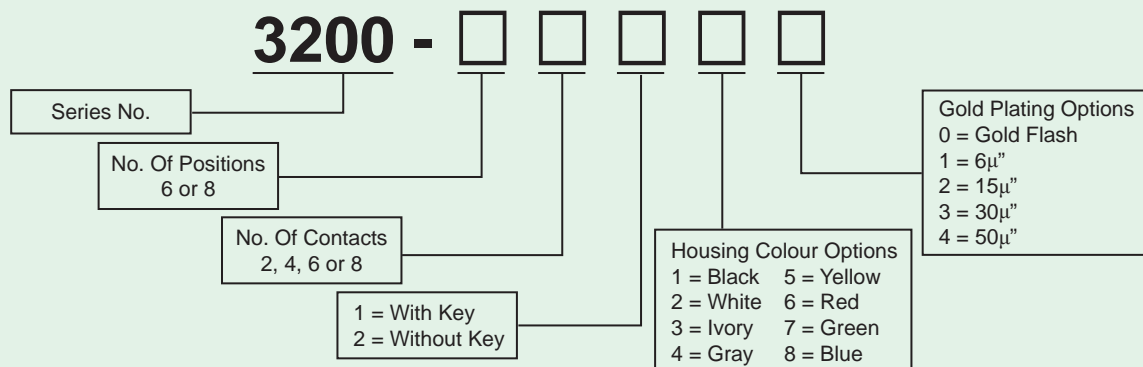 3200 -
Series No.
No. Of Positions
6 or 8
No. Of Contacts
2, 4, 6 or 8
1 = With Key
2 = Without Key
Housing Colour Options
1 = Black 5 = Yellow
2 = White 6 = Red
3 = Ivory 7 = Green
4 = Gray 8 = Blue
Gold Plating Options
0 = Gold Flash
1 = 6μ”
2 = 15μ”
3 = 30μ”
4 = 50μ”